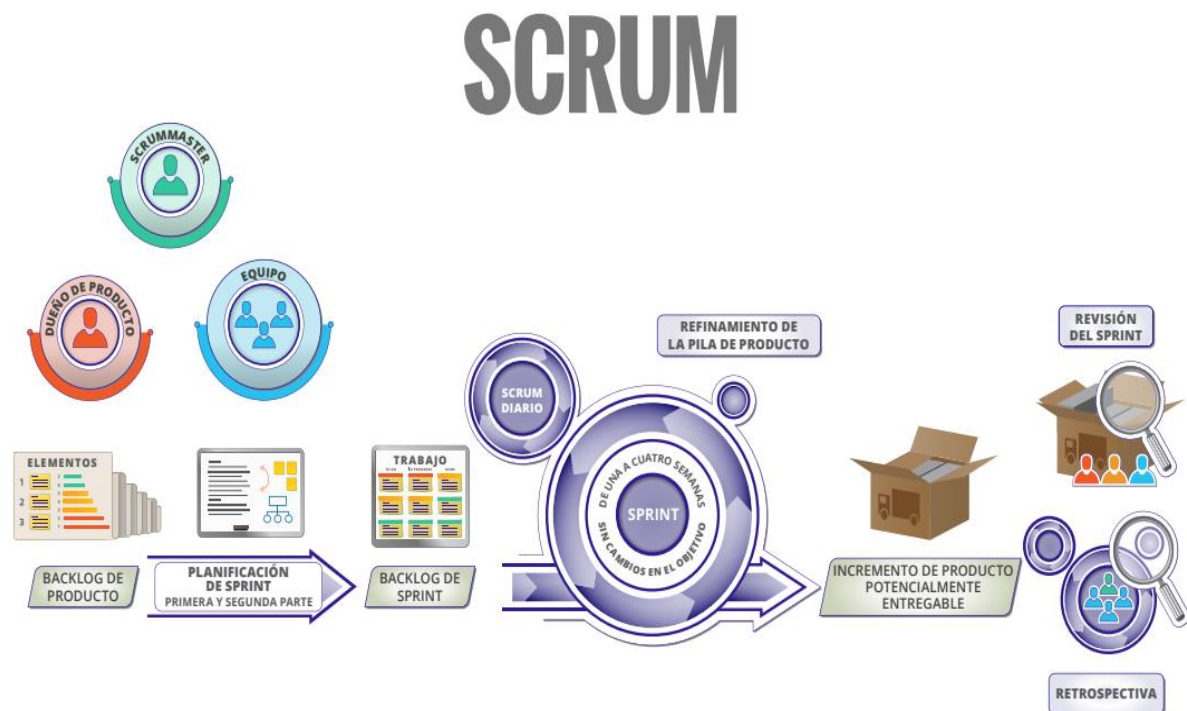 SCRUM
SCRUMMASTER
DUEÑO DE PRODUCTO
EQUIPO
REFINAMIENTO DE
LA PILA DE PRODUCTO
REVISIÓN
DEL SPRINT
SCRUM
DIARIO
ELEMENTOS
1
2
3
TRABAJO
DE UNA A CUATRO SEMANAS
SPRINT
SIN CAMBIOS EN EL OBJETIVO
BACKLOG DE
PRODUCTO
PLANIFICACIÓN
DE SPRINT
PRIMERA Y SEGUNDA PARTE
BACKLOG DE
SPRINT
INCREMENTO DE PRODUCTO
POTENCIALMENTE
ENTREGABLE
RETROSPECTIVA